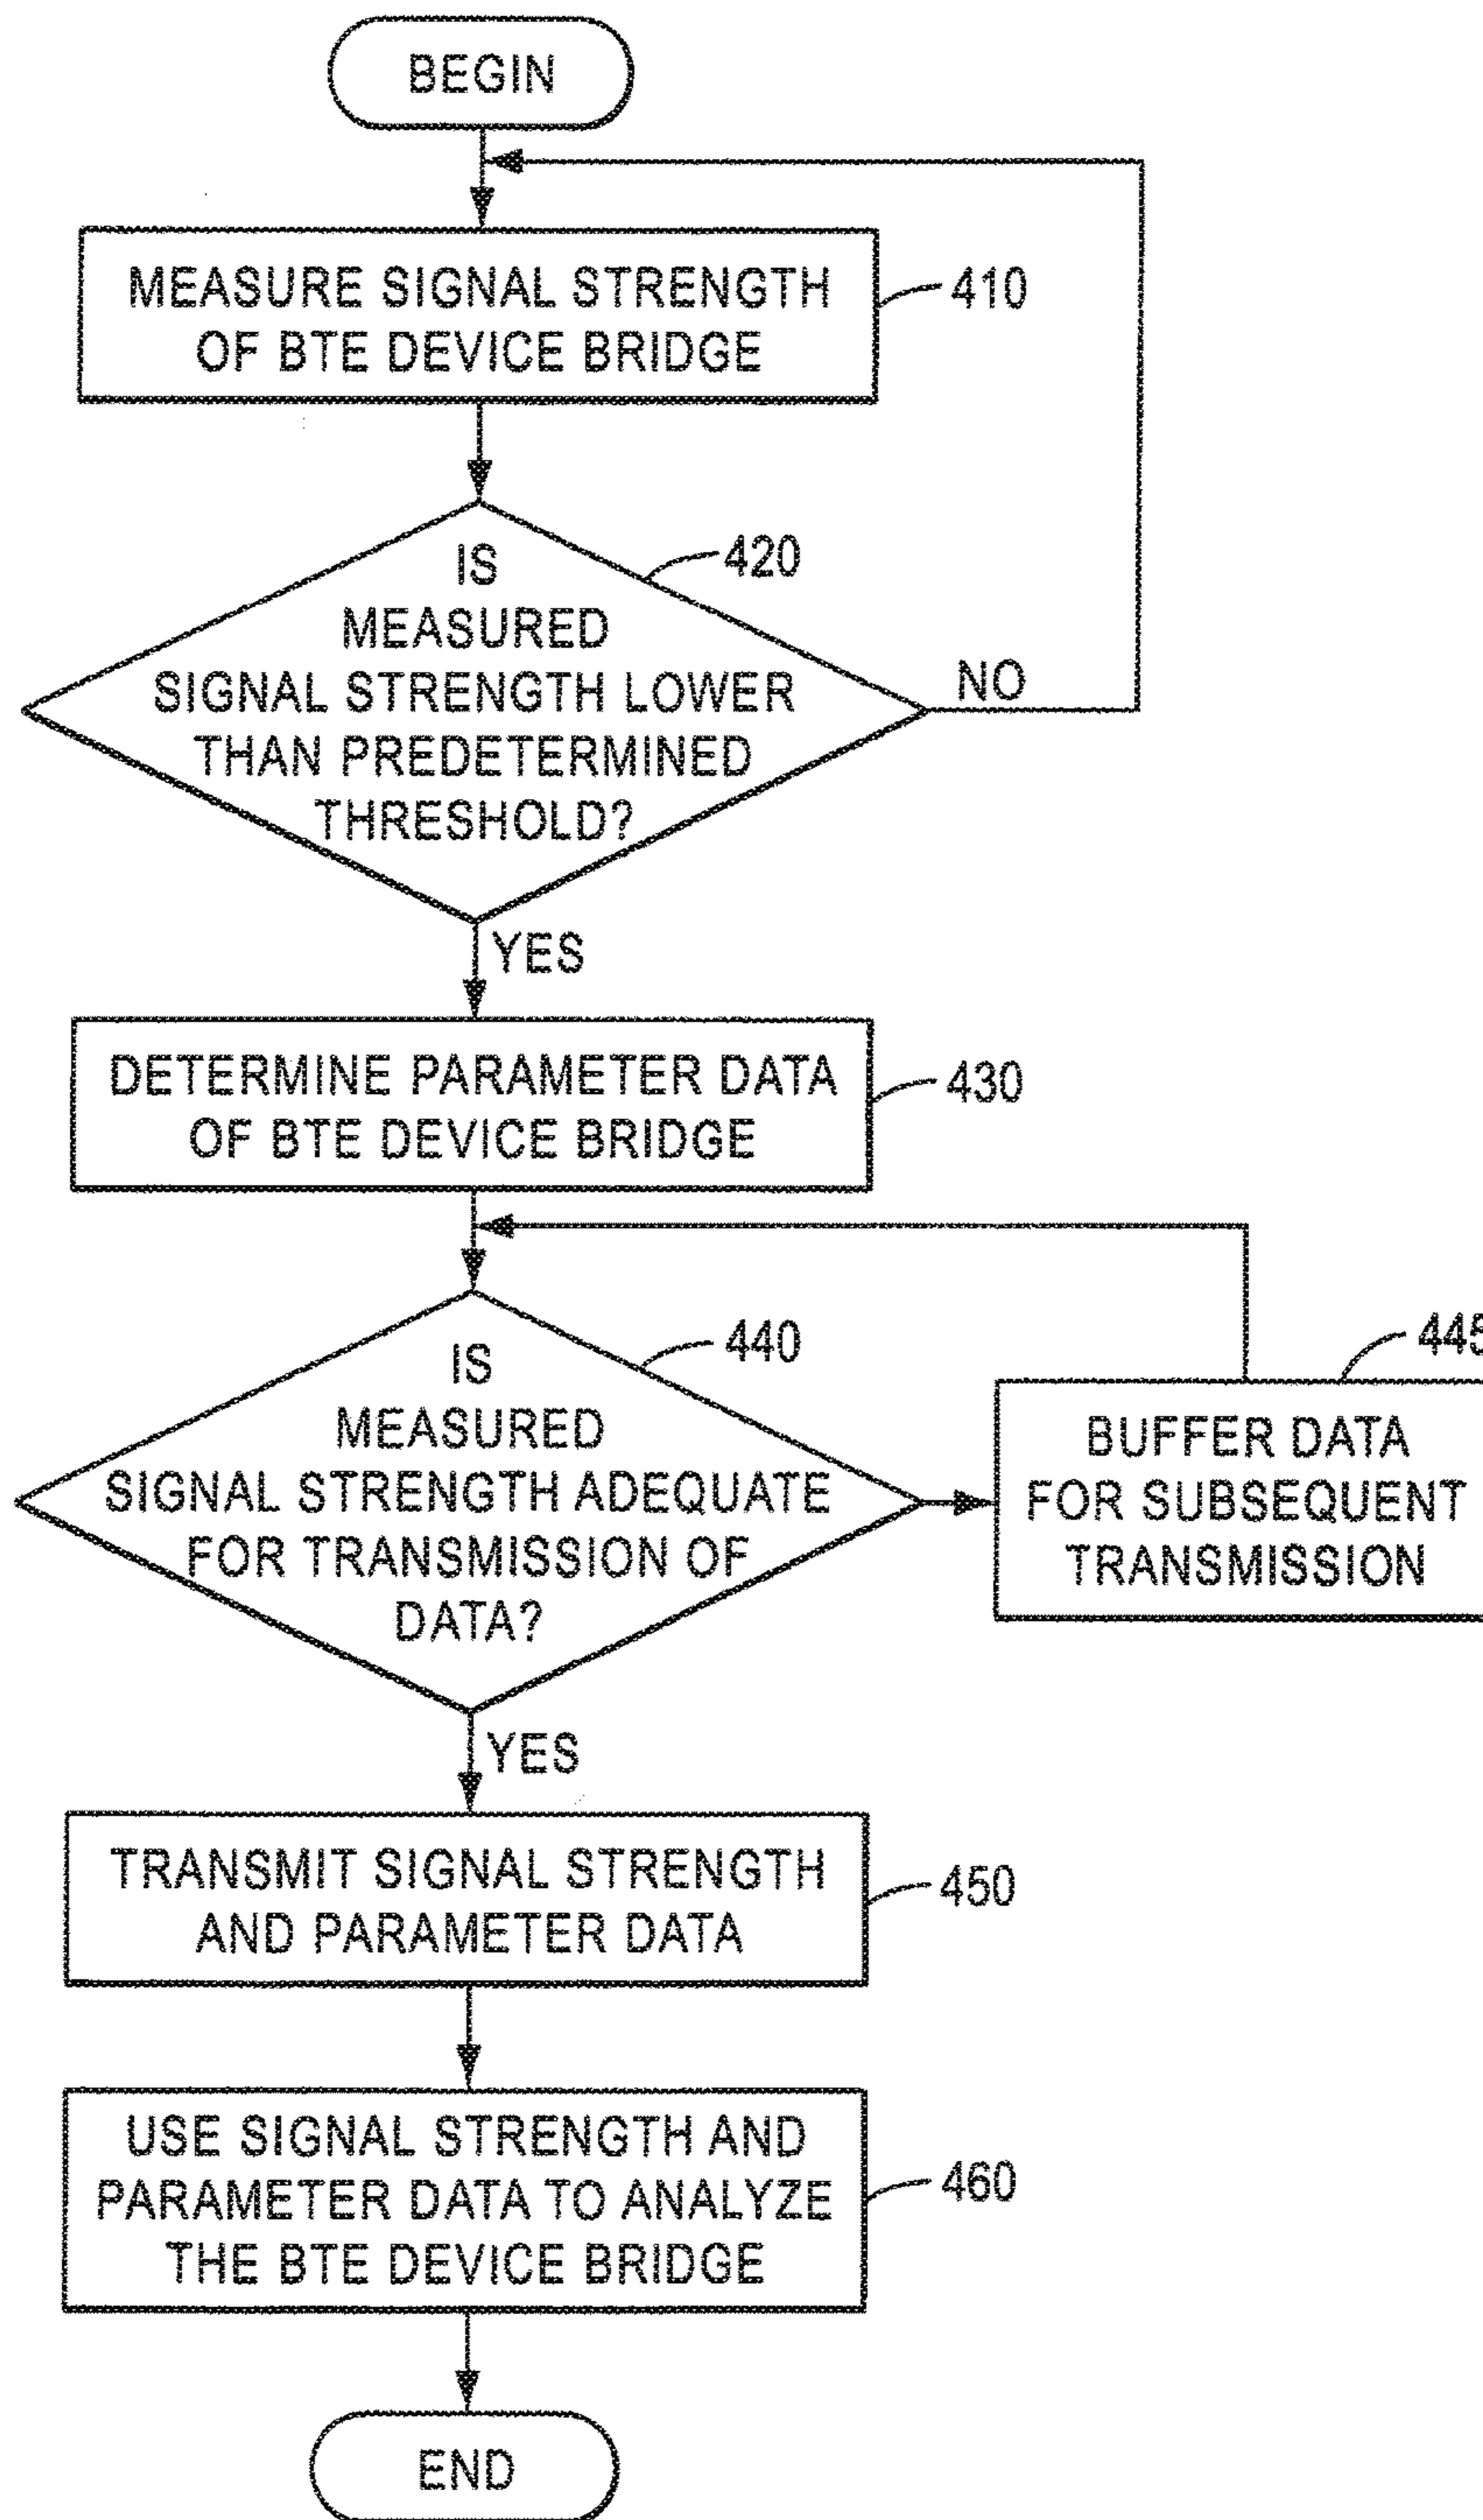 BEGIN
MEASURE SIGNAL STRENGTH
OF BTE DEVICE BRIDGE
410
IS
MEASURED
SIGNAL STRENGTH LOWER
THAN PREDETERMINED
THRESHOLD?
420
NO
YES
DETERMINE PARAMETER DATA
OF BTE DEVICE BRIDGE
430
IS
MEASURED
SIGNAL STRENGTH ADEQUATE
FOR TRANSMISSION OF
DATA?
440
445
BUFFER DATA
FOR SUBSEQUENT
TRANSMISSION
YES
TRANSMIT SIGNAL STRENGTH
AND PARAMETER DATA
450
USE SIGNAL STRENGTH AND
PARAMETER DATA TO ANALYZE
THE BTE DEVICE BRIDGE
460
END